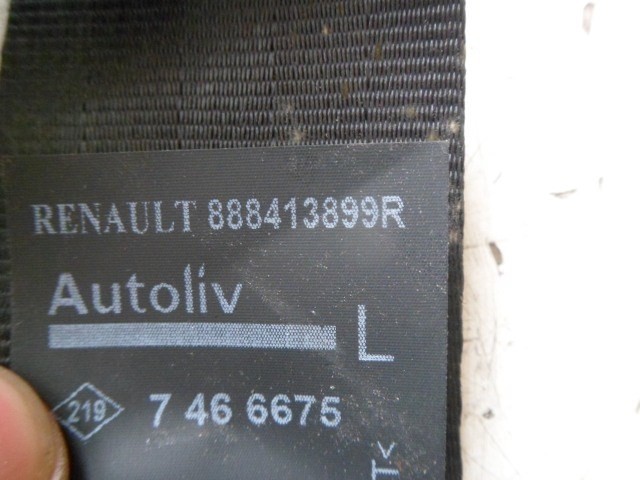 RENAULT 888413899R
Autoliv
L
219 7 46 6675
T<